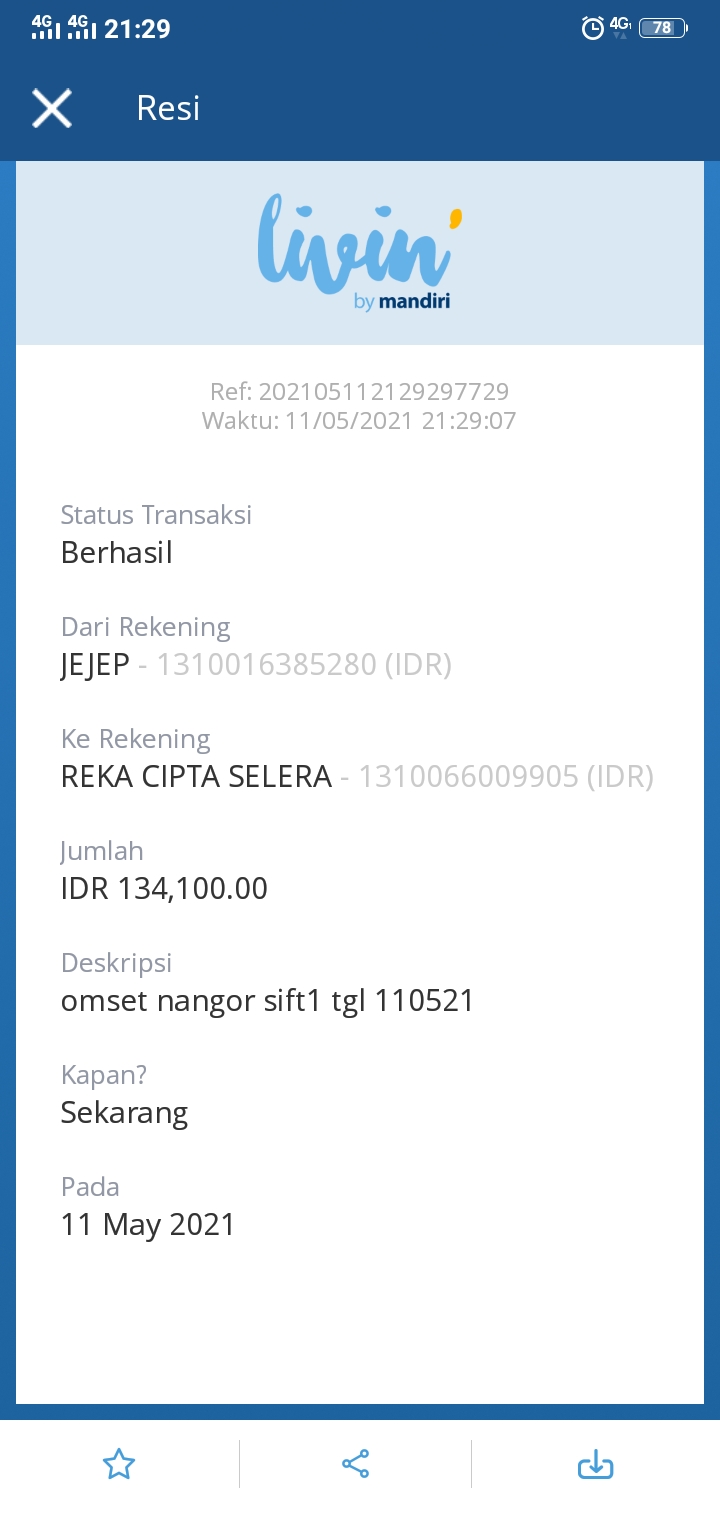 4G 4G 21:29 4G 78
Resi
livin'
by mandiri
Ref: 202105112129297729
Waktu: 11/05/2021 21:29:07
Status Transaksi
Berhasil
Dari Rekening
JEJEP - 1310016385280 (IDR)
Ke Rekening
REKA CIPTA SELERA - 1310066009905 (IDR)
Jumlah
IDR 134,100.00
Deskripsi
omset nangor sift1 tgl 110521
Kapan?
Sekarang
Pada
11 May 2021